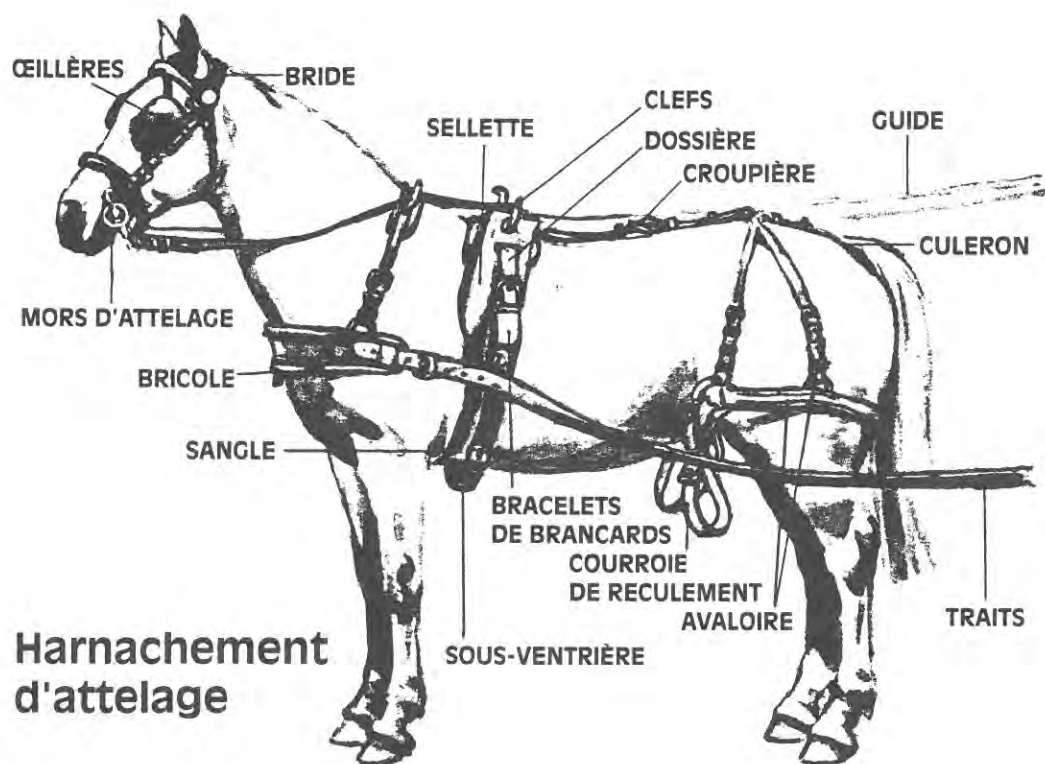 ŒILLÈRES
BRIDE
CLEFS
SELLETTE
DOSSIÈRE
GUIDE
CROUPIÈRE
CULERON
MORS D'ATTELAGE
BRICOLE
SANGLE
BRACELETS
DE BRANCARDS
COURROIE
DE RECULEMENT
AVALOIRE
TRAITS
SOUS-VENTRIÈRE
Harnachement
d'attelage